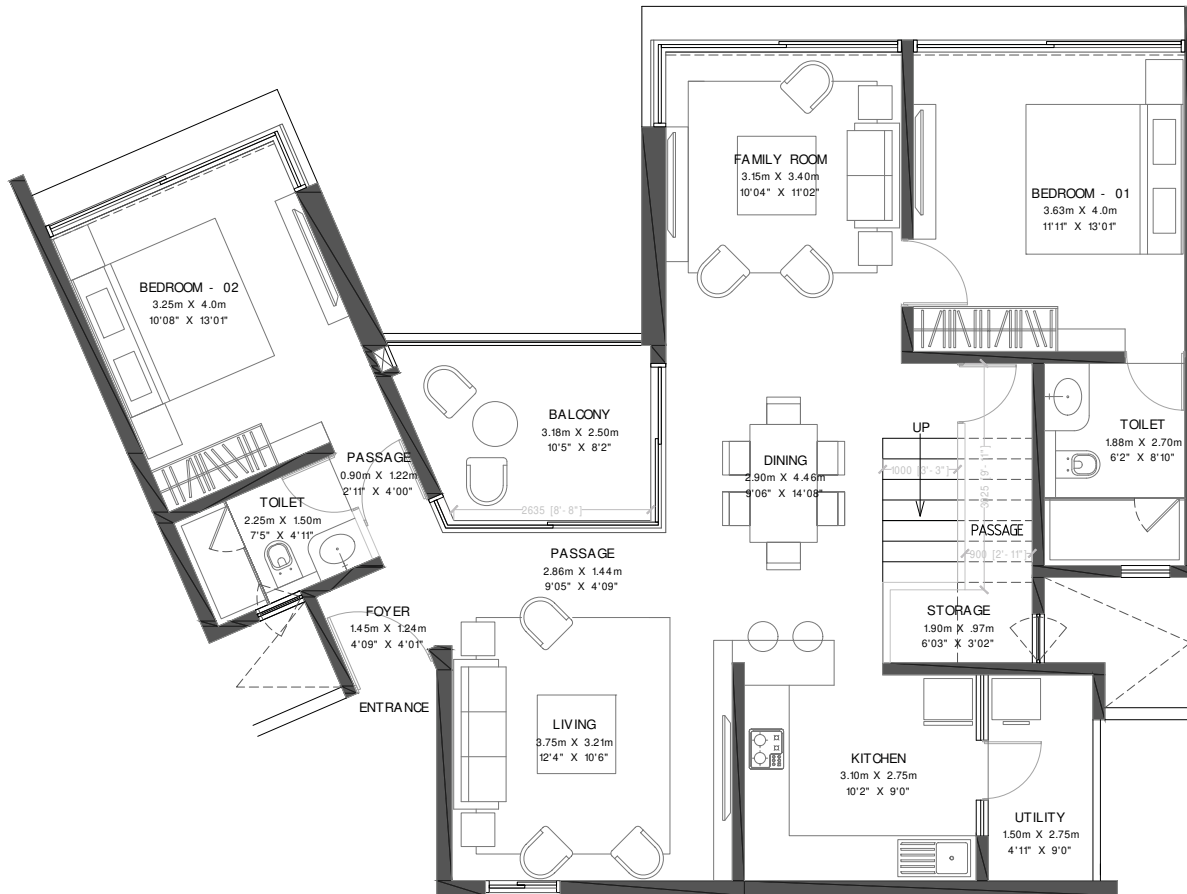 FAMILY ROOM
3.15m X 3.40m
10'04" X 11'02"
BEDROOM - 01
3.63m X 4.0m
11'11" X 13'01"
BEDROOM - 02
3.25m X 4.0m
10'08" X 13'01"
BALCONY
3.18m X 2.50m
10'5" X 8'2"
2635 [8'- 8"]
PASSAGE
0.90m X 1.22m
2'11" X 4'00"
TOILET
2.25m X 1.50m
7'5" X 4'11"
DINING
2.90m X 4.46m
9'06" X 14'08"
UP
1000 [3'- 3"]
3025 [9'- 11"]
PASSAGE
900 [2'- 11"]
TOILET
1.88m X 2.70m
6'2" X 8'10"
PASSAGE
2.86m X 1.44m
9'05" X 4'09"
FOYER
1.45m X 1.24m
4'09" X 4'01"
STORAGE
1.90m X .97m
6'03" X 3'02"
ENTRANCE
LIVING
3.75m X 3.21m
12'4" X 10'6"
KITCHEN
3.10m X 2.75m
10'2" X 9'0"
UTILITY
1.50m X 2.75m
4'11" X 9'0"